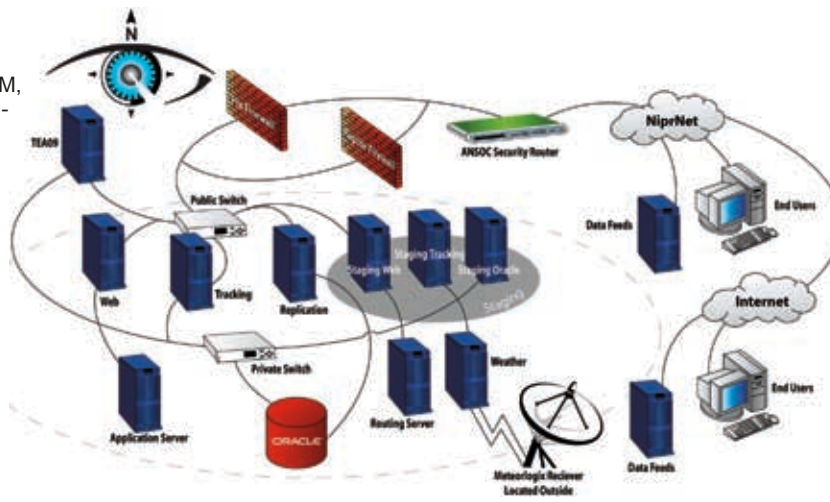 N
M,
-
TEA09
Pix Firewall
ANSOC Security Router
NiprNet
End Users
Data Feeds
Public Switch
Web
Tracking
Replication
Staging Web
Staging Tracking
Staging Oracle
Staging
Internet
End Users
Data Feeds
Private Switch
Application Server
ORACLE
Routing Server
Weather
Meteorlogix Reciever
Located Outside